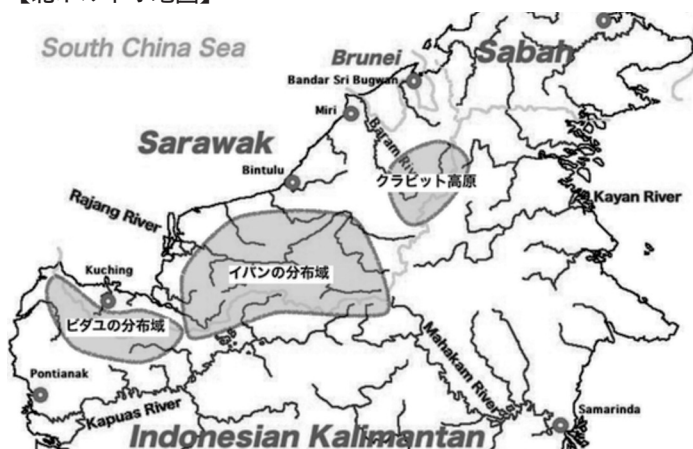 South China Sea
Brunei
Sabah
Bandar Sri Bugwan
Miri
Baram River
Sarawak
Bintulu
クラビット高原
Rajang River
Kayan River
Kuching
イバンの分布域
ビダユの分布域
Mahakam River
Pontianak
Kapuas River
Samarinda
Indonesian Kalimantan